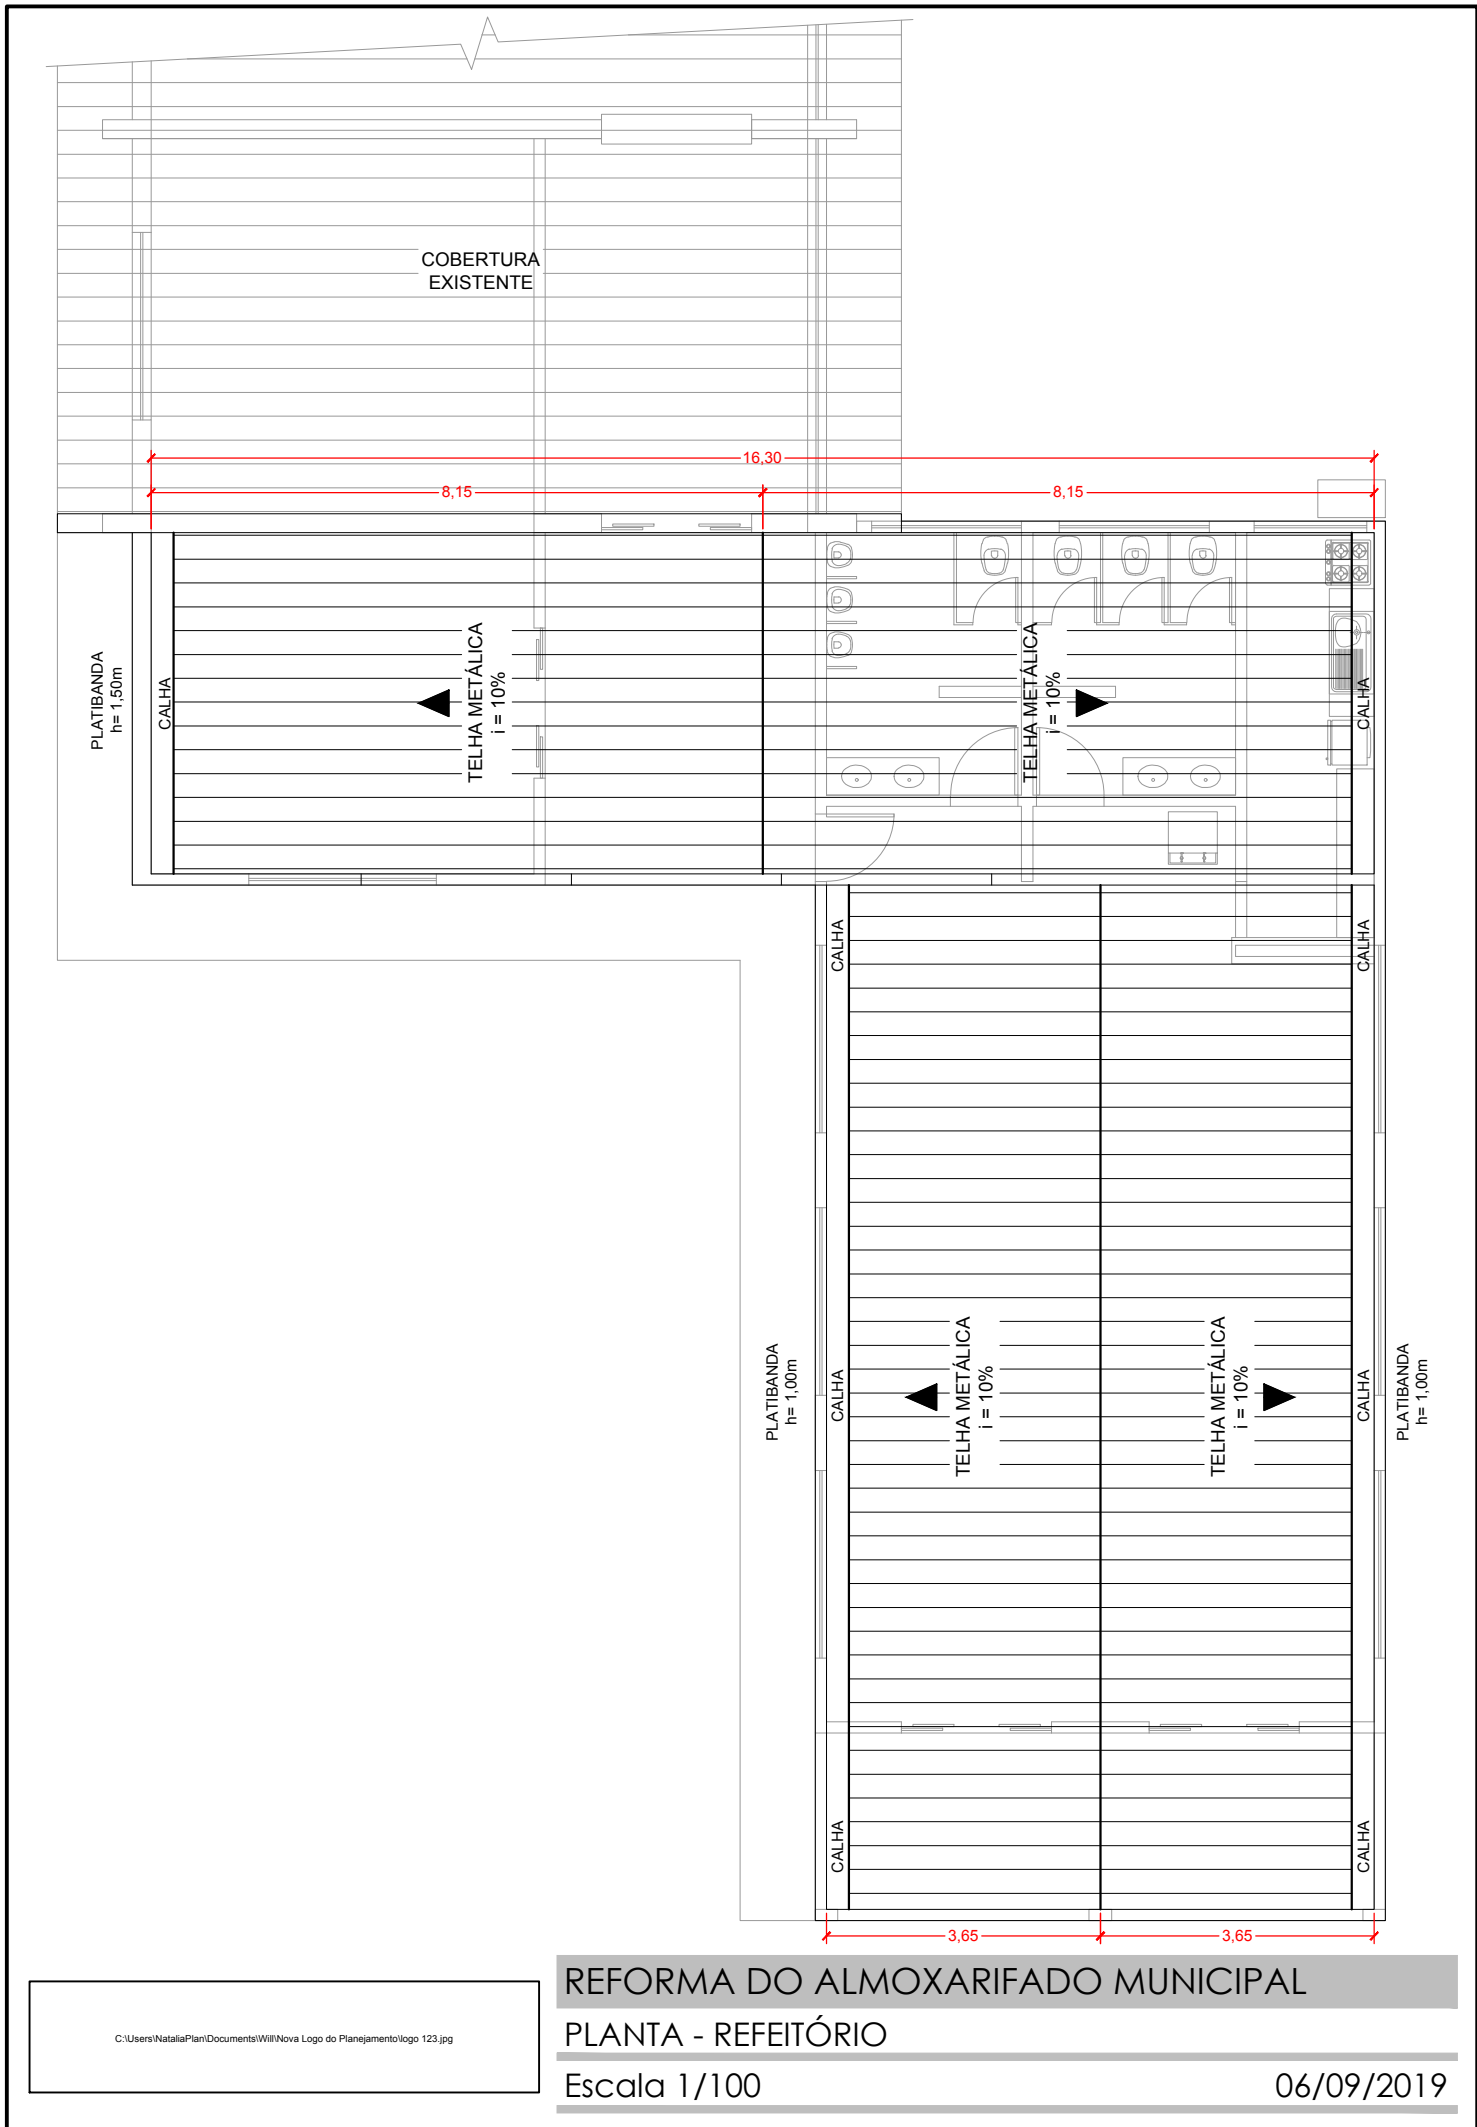 COBERTURA
EXISTENTE
16,30
8,15
8,15
PLATIBANDA
h= 1,50m
CALHA
TELHA METÁLICA
i = 10%
TELHA METÁLICA
i = 10%
CALHA
CALHA
CALHA
PLATIBANDA
h= 1,00m
CALHA
TELHA METÁLICA
i = 10%
TELHA METÁLICA
i = 10%
CALHA
PLATIBANDA
h= 1,00m
CALHA
CALHA
3,65
3,65
REFORMA DO ALMOXARIFADO MUNICIPAL
C:\Users\NataliaPlan\Documents\Will\Nova Logo do Planejamento\logo 123.jpg
PLANTA - REFEITÓRIO
Escala 1/100
06/09/2019